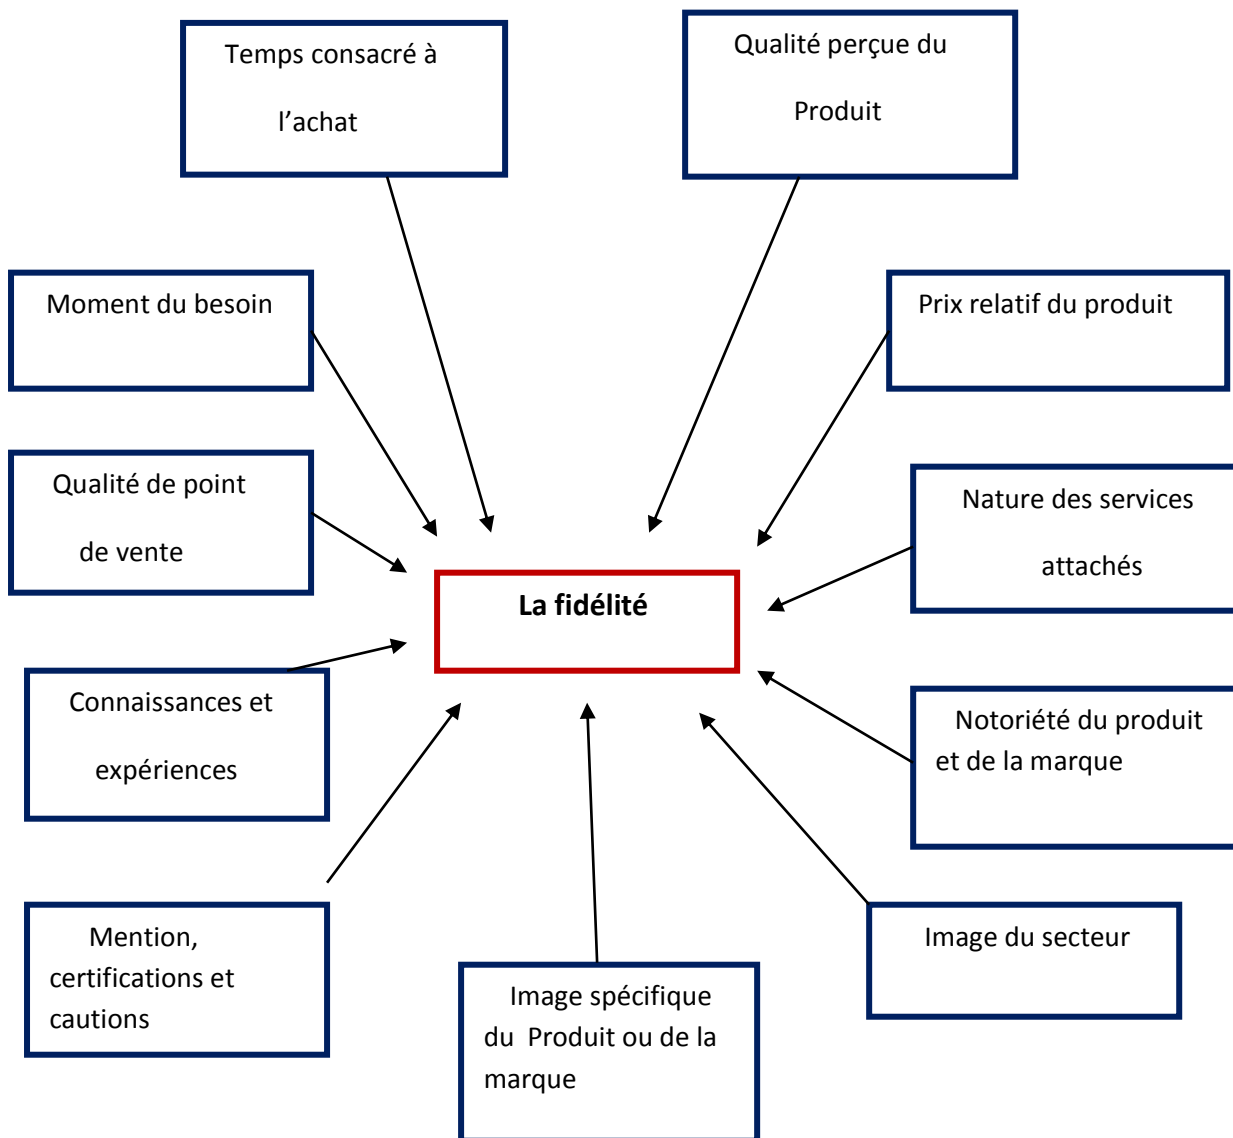 Temps consacré à
l’achat
Qualité perçue du
Produit
Moment du besoin
Prix relatif du produit
Qualité de point
de vente
Nature des services
attachés
La fidélité
Connaissances et
expériences
Notoriété du produit
et de la marque
Mention,
certifications et
cautions
Image spécifique
du Produit ou de la
marque
Image du secteur